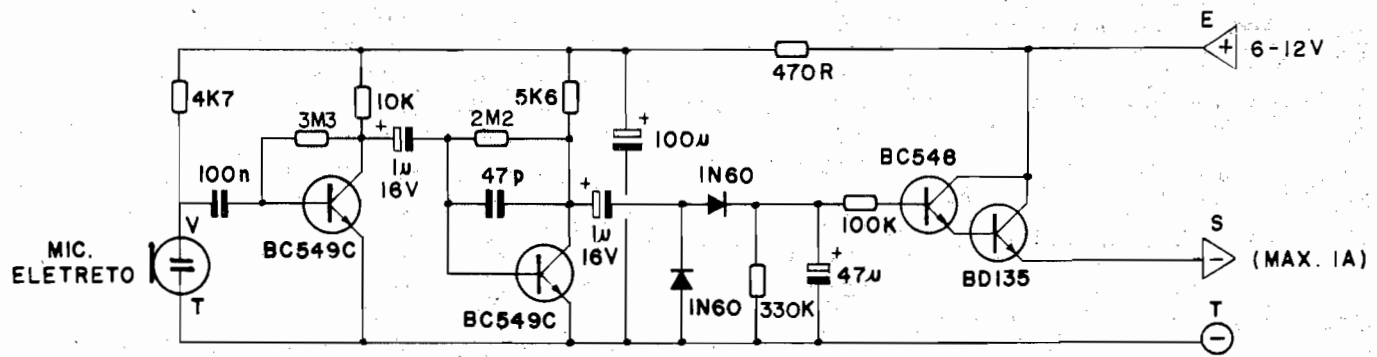 E
+
6-12V
470R
4K7
10K
5K6
3M3
+
2M2
+
100μ
BC548
1μ
16V
100n
47p
+
1N60
V
100K
S
MIC.
ELETRETO
BC549C
1μ
16V
+
47μ
BD135
-
(MAX. 1A)
T
BC549C
1N60
330K
T
-